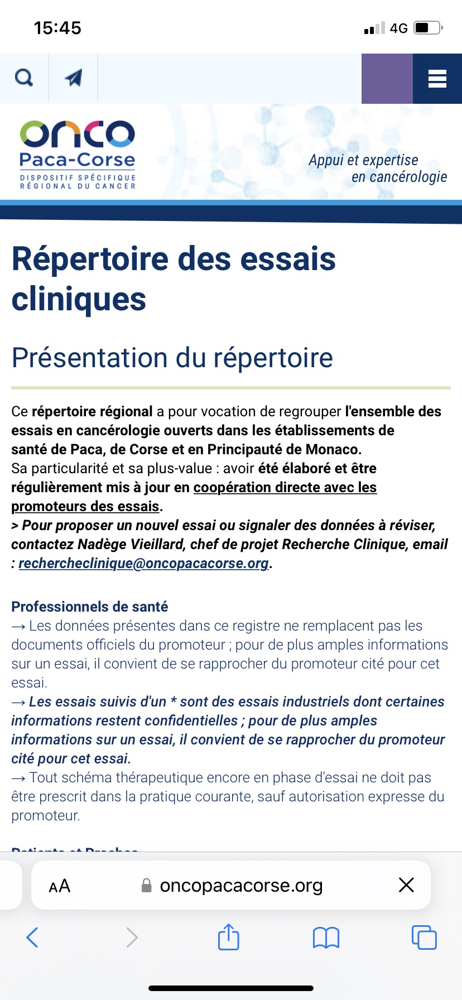 15:45
4G
onco
Paca-Corse
DISPOSITIF SPÉCIFIQUE
RÉGIONAL DU CANCER
Appui et expertise
en cancérologie
Répertoire des essais
cliniques
Présentation du répertoire
Ce répertoire régional a pour vocation de regrouper l'ensemble des
essais en cancérologie ouverts dans les établissements de
santé de Paca, de Corse et en Principauté de Monaco.
Sa particularité et sa plus-value : avoir été élaboré et être
régulièrement mis à jour en coopération directe avec les
promoteurs des essais.
> Pour proposer un nouvel essai ou signaler des données à réviser,
contactez Nadège Vieillard, chef de projet Recherche Clinique, email
: rechercheclinique@oncopacacorse.org.
Professionnels de santé
→ Les données présentes dans ce registre ne remplacent pas les
documents officiels du promoteur ; pour de plus amples informations
sur un essai, il convient de se rapprocher du promoteur cité pour cet
essai.
→ Les essais suivis d'un * sont des essais industriels dont certaines
informations restent confidentielles ; pour de plus amples
informations sur un essai, il convient de se rapprocher du promoteur
cité pour cet essai.
→ Tout schéma thérapeutique encore en phase d'essai ne doit pas
être prescrit dans la pratique courante, sauf autorisation expresse du
promoteur.
Patients et Proches
AA
oncopacacorse.org